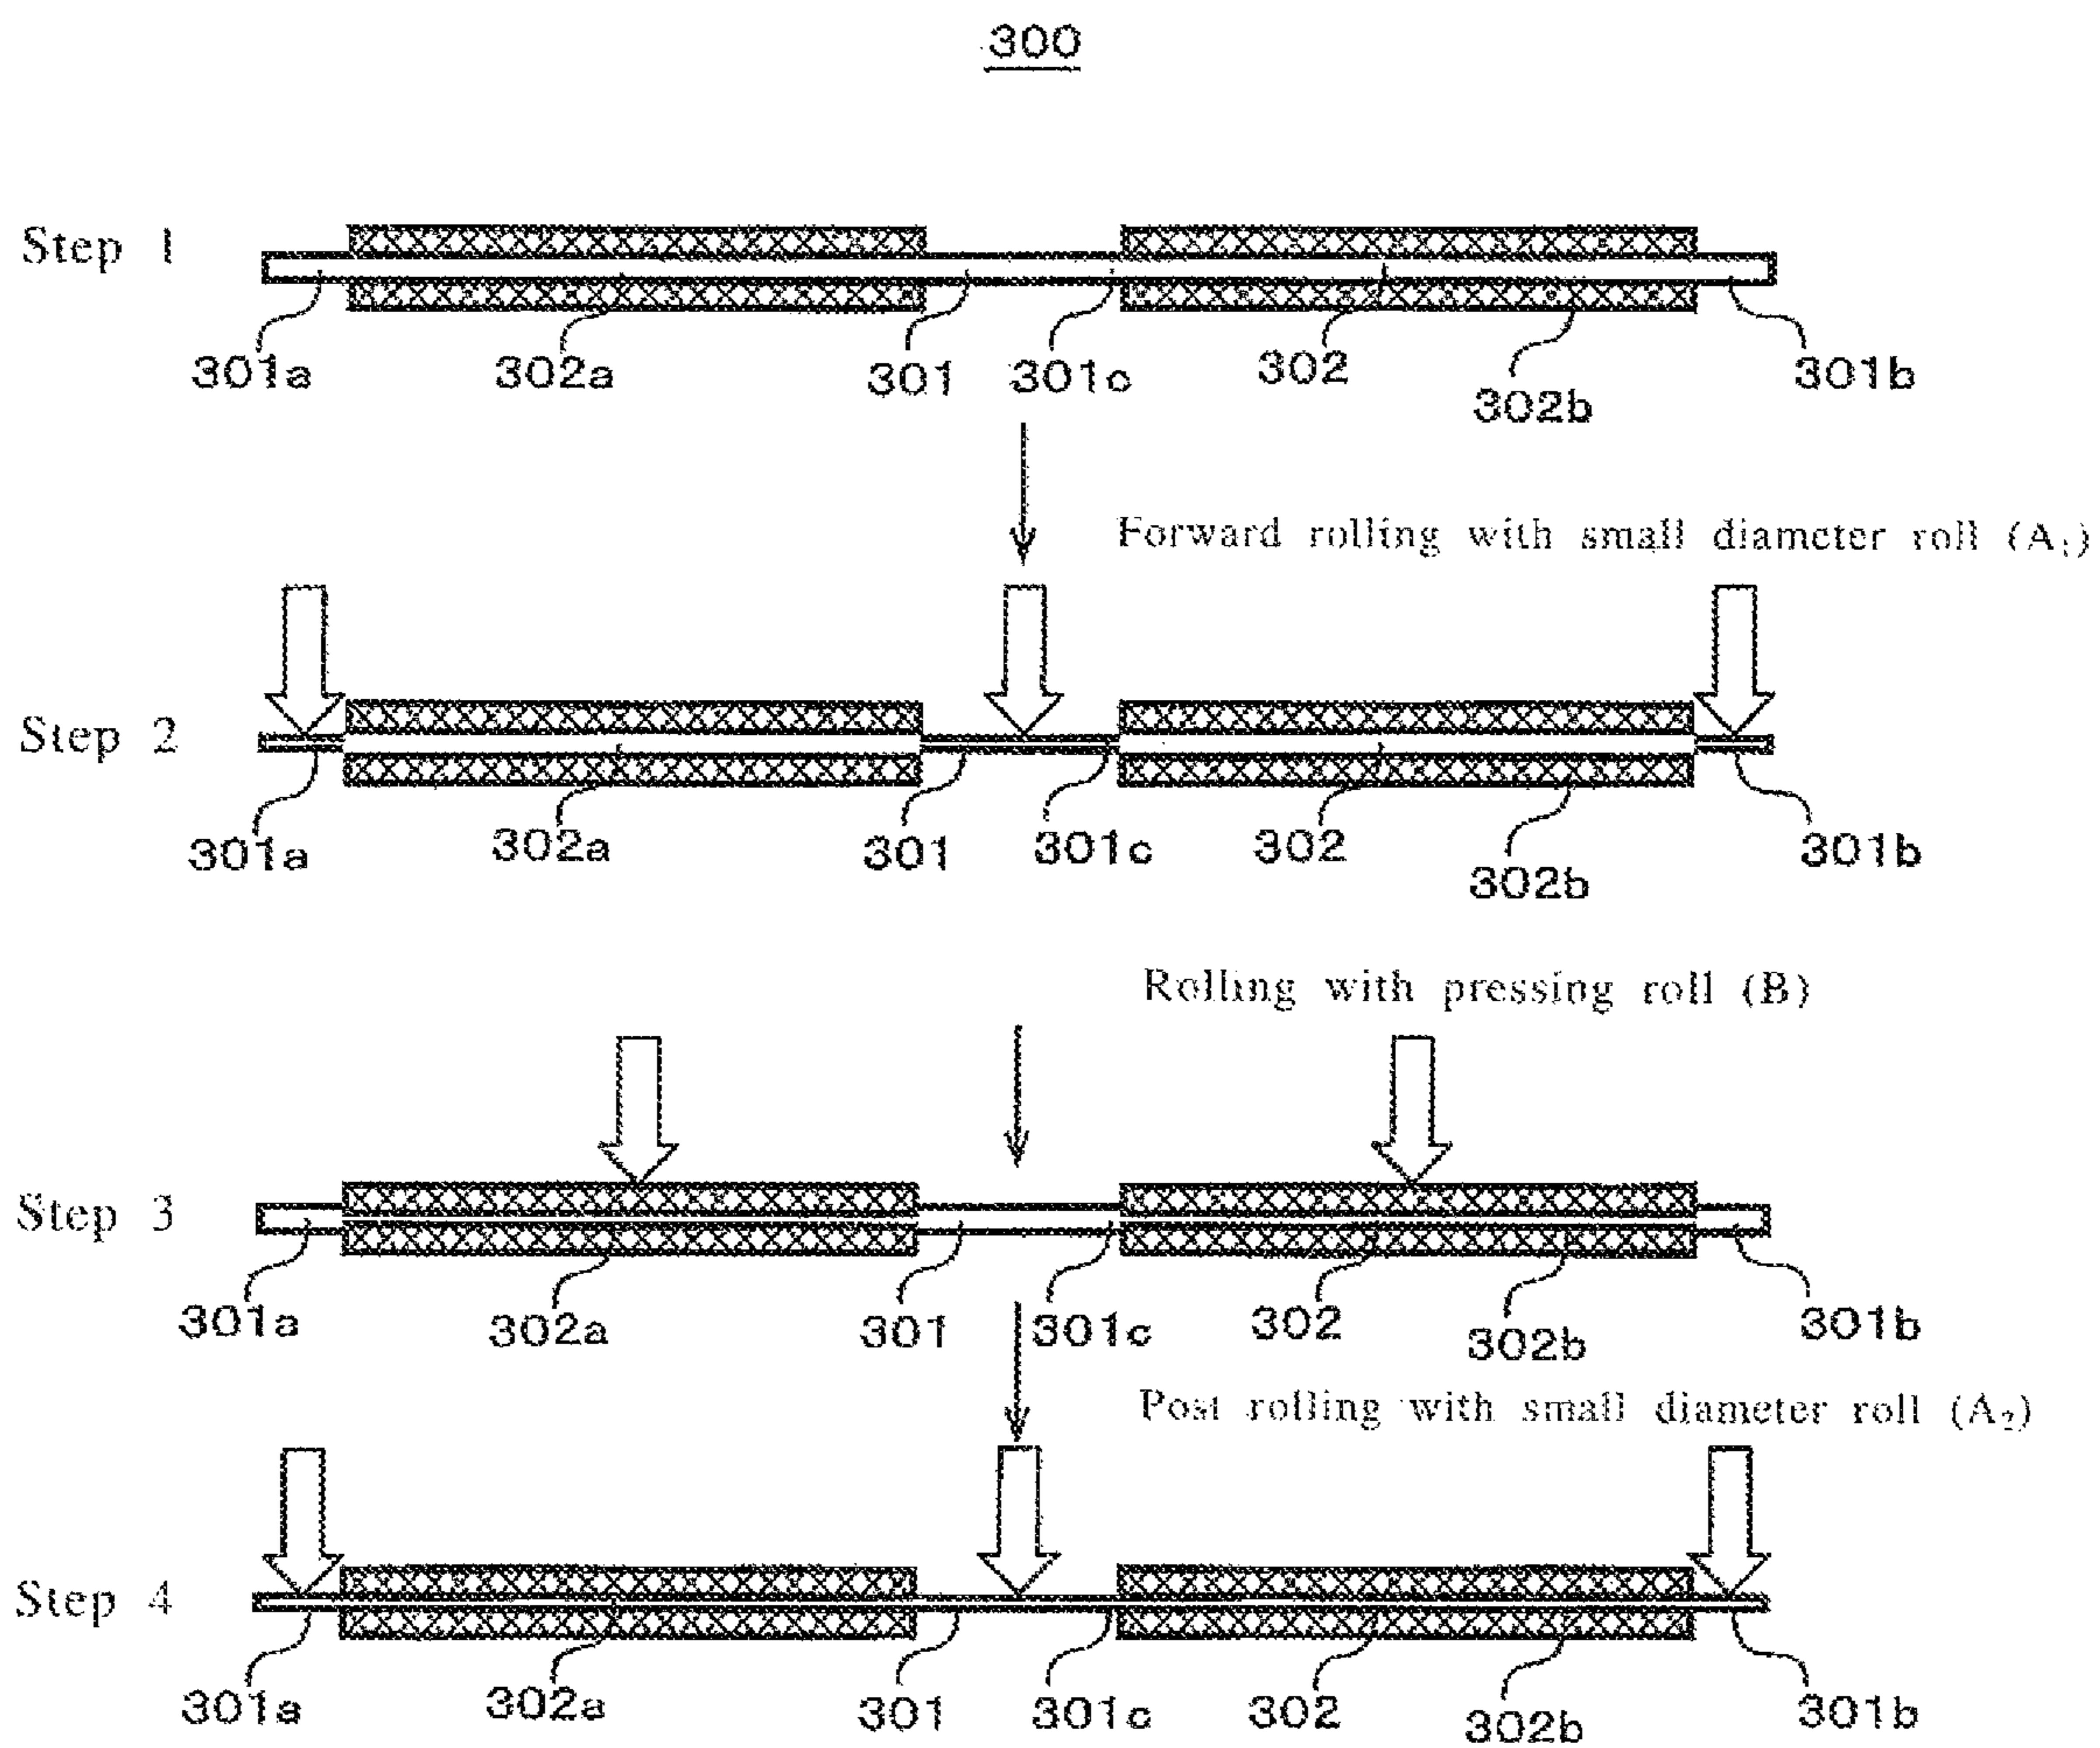 300
Step 1
301a 302a 301 301c 302 302b 301b
Forward rolling with small diameter roll (A₁)
Step 2
301a 302a 301 301c 302 302b 301b
Rolling with pressing roll (B)
Step 3
301a 302a 301 301c 302 302b 301b
Post rolling with small diameter roll (A₂)
Step 4
301a 302a 301 301c 302 302b 301b